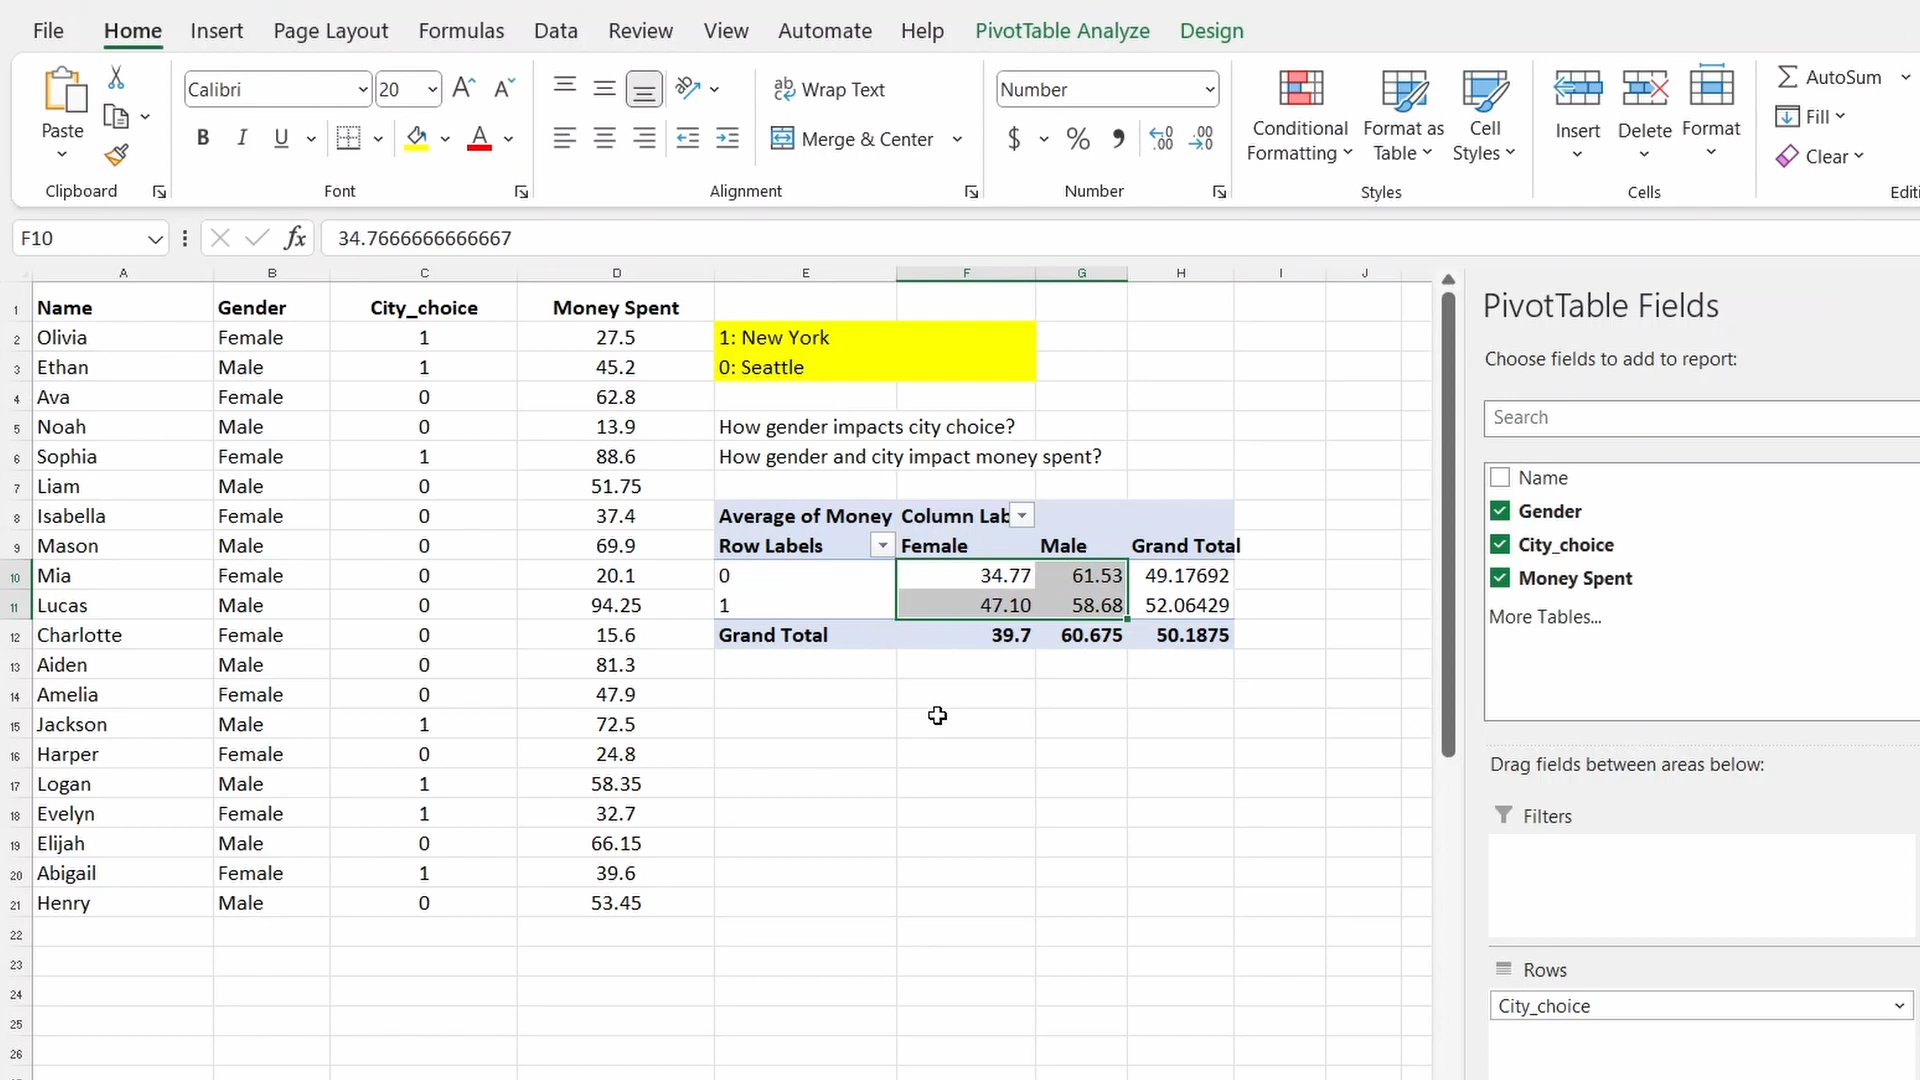 File Home Insert Page Layout Formulas Data Review View Automate Help PivotTable Analyze Design
Paste
Clipboard
Calibri 20
B I U A
Font
Wrap Text
Merge & Center
Alignment
Number
$ % 9 .00 .00
Number
Conditional Formatting
Format as Table
Cell Styles
Styles
Insert Delete Format
Cells
AutoSum
Fill
Clear
Editi
F10 fx 34.7666666666667
A B C D E F G H I J
1 Name Gender City_choice Money Spent
2 Olivia Female 1 27.5 1: New York
3 Ethan Male 1 45.2 0: Seattle
4 Ava Female 0 62.8
5 Noah Male 0 13.9 How gender impacts city choice?
6 Sophia Female 1 88.6 How gender and city impact money spent?
7 Liam Male 0 51.75
8 Isabella Female 0 37.4 Average of Money Column Lab
9 Mason Male 0 69.9 Row Labels Female Male Grand Total
10 Mia Female 0 20.1 0 34.77 61.53 49.17692
11 Lucas Male 0 94.25 1 47.10 58.68 52.06429
12 Charlotte Female 0 15.6 Grand Total 39.7 60.675 50.1875
13 Aiden Male 0 81.3
14 Amelia Female 0 47.9
15 Jackson Male 1 72.5
16 Harper Female 0 24.8
17 Logan Male 1 58.35
18 Evelyn Female 1 32.7
19 Elijah Male 0 66.15
20 Abigail Female 1 39.6
21 Henry Male 0 53.45
22
23
24
25
26
PivotTable Fields
Choose fields to add to report:
Search
Name
Gender
City_choice
Money Spent
More Tables...
Drag fields between areas below:
Filters
Rows
City_choice